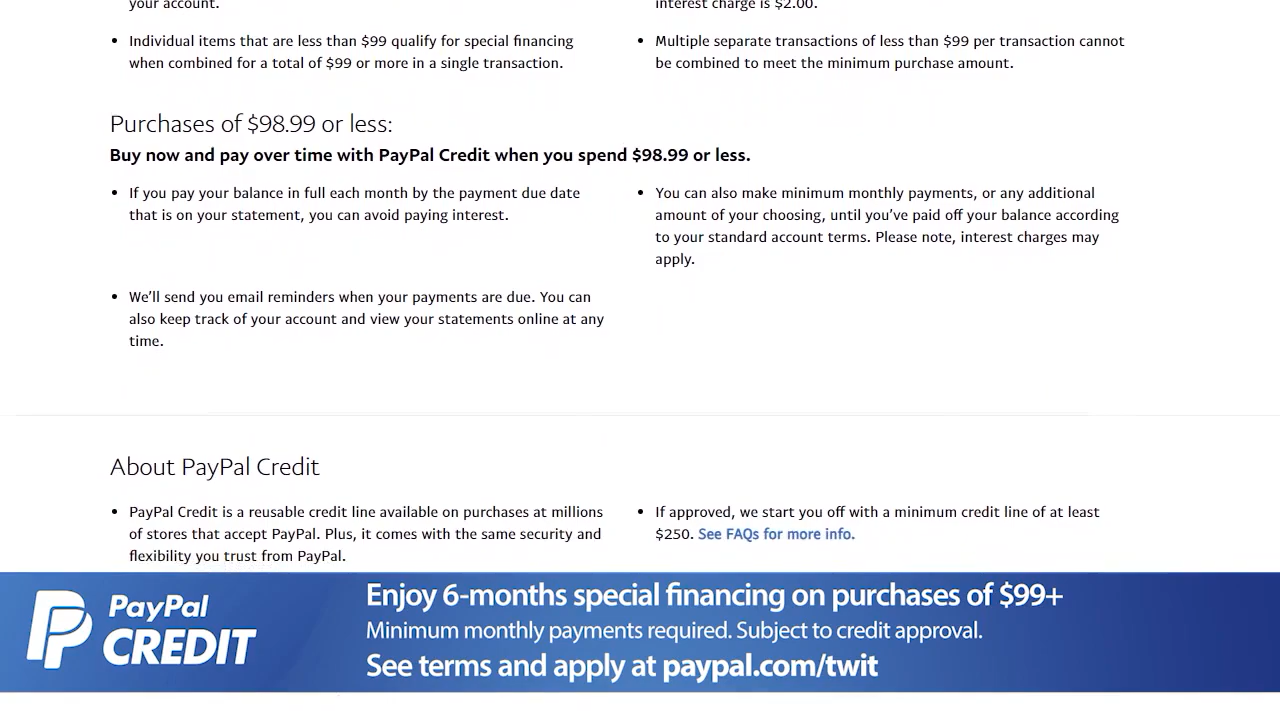 your account.
interest charge is $2.00.
• Individual items that are less than $99 qualify for special financing
when combined for a total of $99 or more in a single transaction.
• Multiple separate transactions of less than $99 per transaction cannot
be combined to meet the minimum purchase amount.
Purchases of $98.99 or less:
Buy now and pay over time with PayPal Credit when you spend $98.99 or less.
• If you pay your balance in full each month by the payment due date
that is on your statement, you can avoid paying interest.
• You can also make minimum monthly payments, or any additional
amount of your choosing, until you’ve paid off your balance according
to your standard account terms. Please note, interest charges may
apply.
• We’ll send you email reminders when your payments are due. You can
also keep track of your account and view your statements online at any
time.
About PayPal Credit
• PayPal Credit is a reusable credit line available on purchases at millions
of stores that accept PayPal. Plus, it comes with the same security and
flexibility you trust from PayPal.
• If approved, we start you off with a minimum credit line of at least
$250. See FAQs for more info.
PayPal
CREDIT
Enjoy 6-months special financing on purchases of $99+
Minimum monthly payments required. Subject to credit approval.
See terms and apply at paypal.com/twit